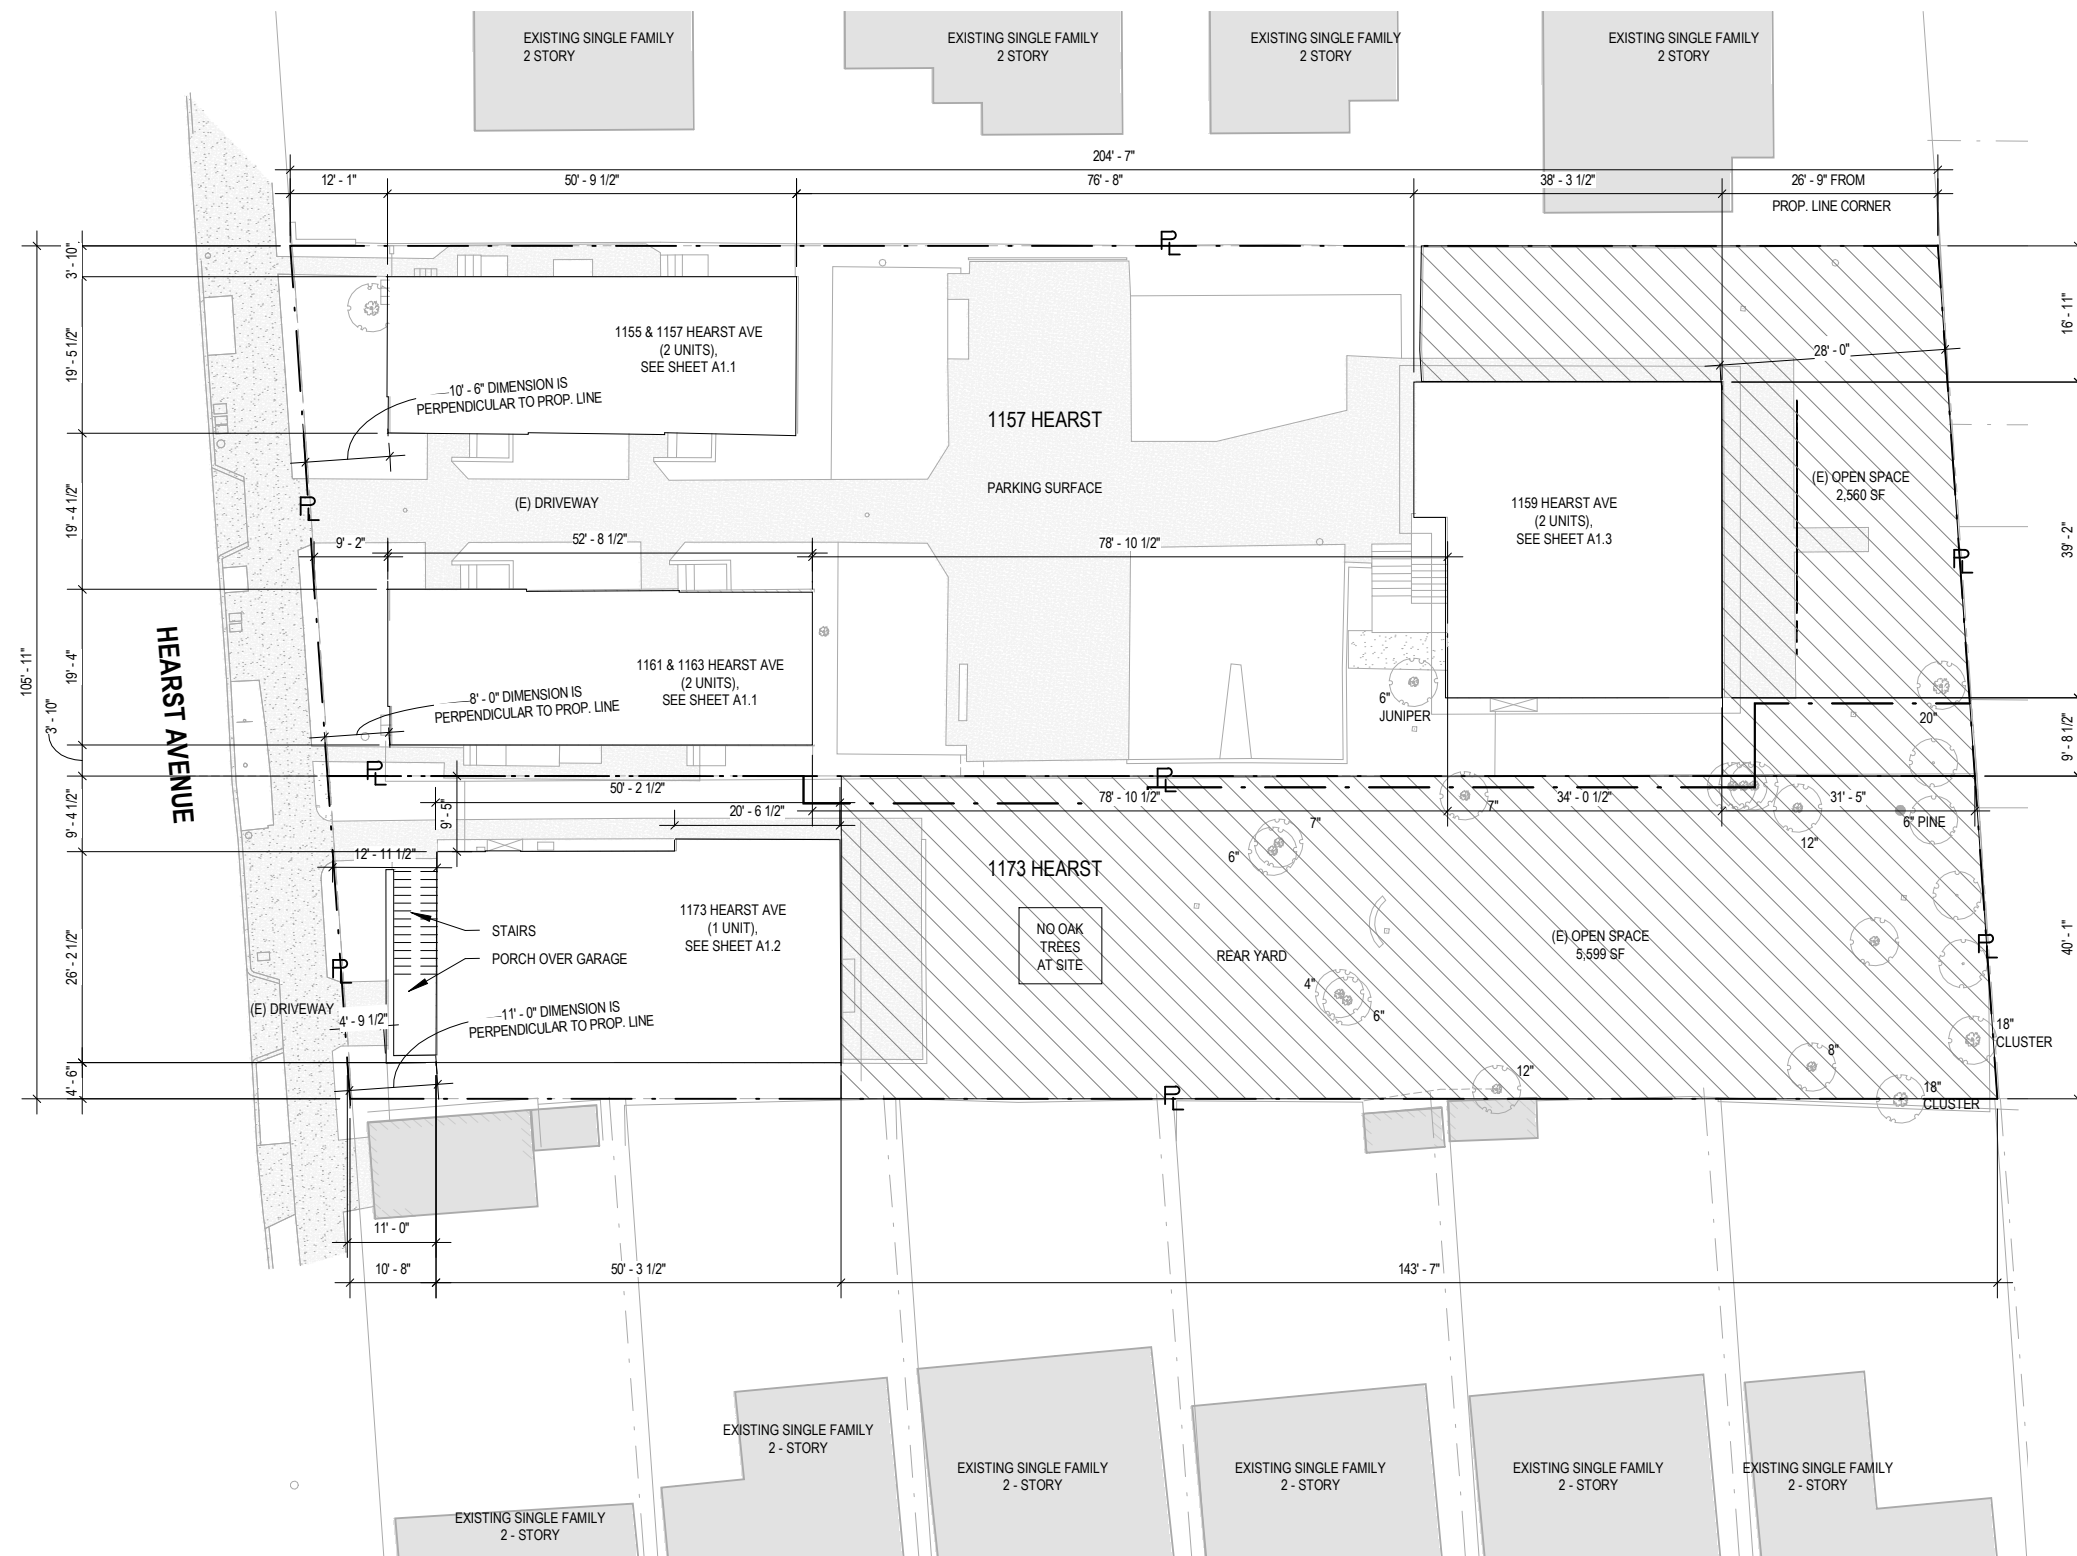 EXISTING SINGLE FAMILY
2 STORY
EXISTING SINGLE FAMILY
2 STORY
EXISTING SINGLE FAMILY
2 STORY
EXISTING SINGLE FAMILY
2 STORY
204' - 7"
12' - 1"
50' - 9 1/2"
76' - 8"
38' - 3 1/2"
26' - 9" FROM
PROP. LINE CORNER
3' - 10"
PL
16' - 11"
19' - 5 1/2"
1155 & 1157 HEARST AVE
(2 UNITS),
SEE SHEET A1.1
28' - 0"
10' - 6" DIMENSION IS
PERPENDICULAR TO PROP. LINE
1157 HEARST
PARKING SURFACE
(E) OPEN SPACE
2,560 SF
19' - 4 1/2"
PL
(E) DRIVEWAY
1159 HEARST AVE
(2 UNITS),
SEE SHEET A1.3
39' - 2"
9' - 2"
52' - 8 1/2"
78' - 10 1/2"
PL
HEARST AVENUE
105' - 11"
19' - 4"
3' - 10"
1161 & 1163 HEARST AVE
(2 UNITS),
SEE SHEET A1.1
8' - 0" DIMENSION IS
PERPENDICULAR TO PROP. LINE
6"
JUNIPER
20"
9' - 8 1/2"
PL
PL
50' - 2 1/2"
78' - 10 1/2"
34' - 0 1/2"
31' - 5"
9' - 4 1/2"
9' - 5"
20' - 6 1/2"
7"
7"
6" PINE
12"
12' - 11 1/2"
6"
1173 HEARST
1173 HEARST AVE
(1 UNIT),
SEE SHEET A1.2
STAIRS
PORCH OVER GARAGE
NO OAK
TREES
AT SITE
REAR YARD
(E) OPEN SPACE
5,599 SF
26' - 2 1/2"
PL
PL
40' - 1"
(E) DRIVEWAY
4' - 9 1/2"
11' - 0" DIMENSION IS
PERPENDICULAR TO PROP. LINE
4"
6"
18"
CLUSTER
8"
12"
4' - 6"
PL
18"
CLUSTER
11' - 0"
10' - 8"
50' - 3 1/2"
143' - 7"
EXISTING SINGLE FAMILY
2 - STORY
EXISTING SINGLE FAMILY
2 - STORY
EXISTING SINGLE FAMILY
2 - STORY
EXISTING SINGLE FAMILY
2 - STORY
EXISTING SINGLE FAMILY
2 - STORY
EXISTING SINGLE FAMILY
2 - STORY